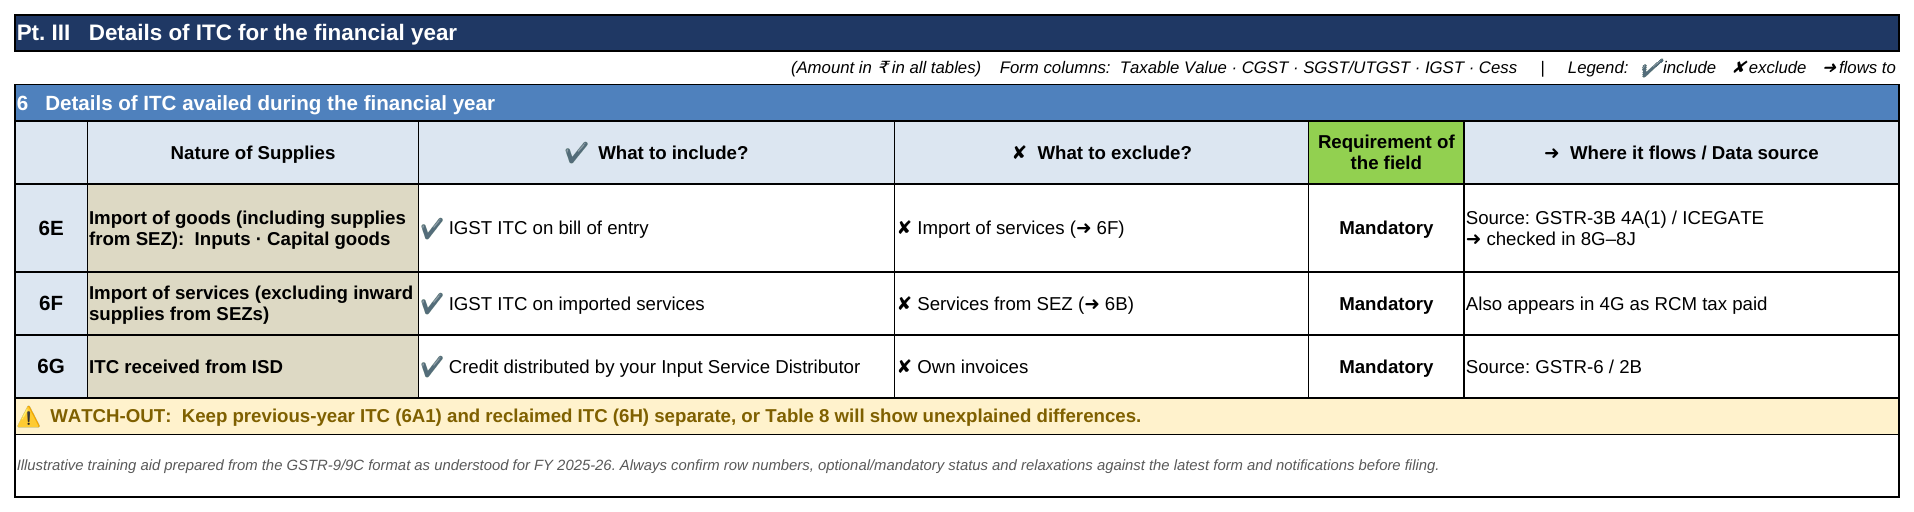 Pt. III   Details of ITC for the financial year
(Amount in ₹ in all tables)   Form columns:  Taxable Value · CGST · SGST/UTGST · IGST · Cess   |   Legend:  ✔ include   ✘ exclude   ➜ flows to
6   Details of ITC availed during the financial year
Nature of Supplies
✔ What to include?
✘ What to exclude?
Requirement of
the field
➜ Where it flows / Data source
6E
Import of goods (including supplies
from SEZ):  Inputs · Capital goods
✔ IGST ITC on bill of entry
✘ Import of services (➜ 6F)
Mandatory
Source: GSTR-3B 4A(1) / ICEGATE
➜ checked in 8G–8J
6F
Import of services (excluding inward
supplies from SEZs)
✔ IGST ITC on imported services
✘ Services from SEZ (➜ 6B)
Mandatory
Also appears in 4G as RCM tax paid
6G
ITC received from ISD
✔ Credit distributed by your Input Service Distributor
✘ Own invoices
Mandatory
Source: GSTR-6 / 2B
⚠ WATCH-OUT:  Keep previous-year ITC (6A1) and reclaimed ITC (6H) separate, or Table 8 will show unexplained differences.
Illustrative training aid prepared from the GSTR-9/9C format as understood for FY 2025-26. Always confirm row numbers, optional/mandatory status and relaxations against the latest form and notifications before filing.